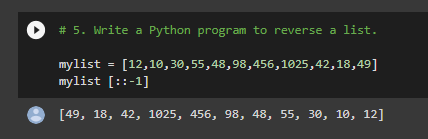 # 5. Write a Python program to reverse a list.
mylist = [12,10,30,55,48,98,456,1025,42,18,49]
mylist [::-1]
[49, 18, 42, 1025, 456, 98, 48, 55, 30, 10, 12]